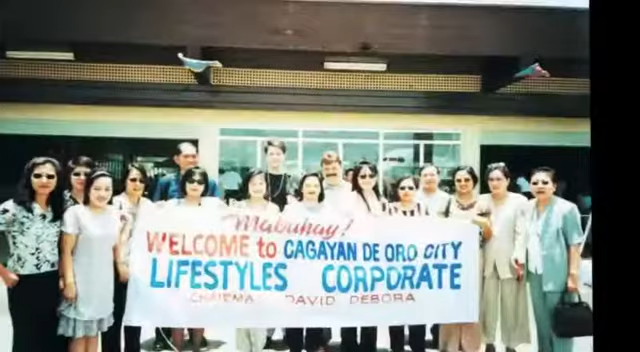 Mabuhay!
WELCOME to CAGAYAN DE ORO CITY
LIFESTYLES CORPORATE
DAVID DEBORA